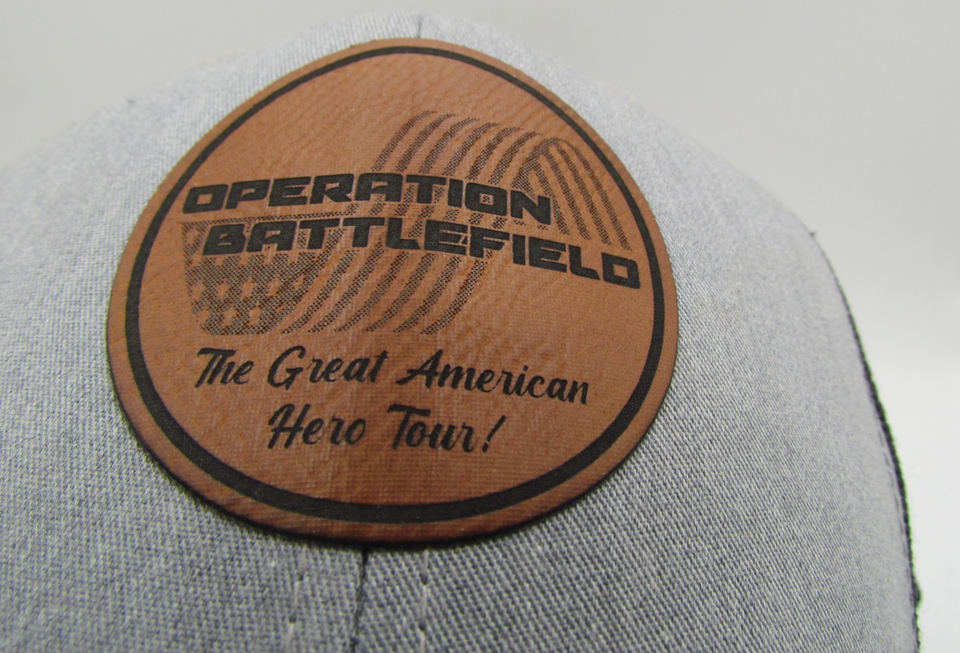 OPERATION
BATTLEFIELD
The Great American
Hero Tour!